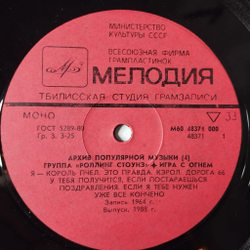 МИНИСТЕРСТВО
КУЛЬТУРЫ СССР
ВСЕСОЮЗНАЯ ФИРМА
ГРАМПЛАСТИНОК
МЕЛОДИЯ
ТБИЛИССКАЯ СТУДИЯ ГРАМЗАПИСИ
МОНО
33
ГОСТ 5289-80
Гр. 3. 3-25
М60 48371 000
48371 1
АРХИВ ПОПУЛЯРНОЙ МУЗЫКИ (4)
ГРУППА «РОЛЛИНГ СТОУНЗ» ★ ИГРА С ОГНЕМ
Я — КОРОЛЬ ПЧЕЛ, ЭТО ПРАВДА, КЭРОЛ, ДОРОГА 66
У ТЕБЯ ПОЛУЧИТСЯ, ЕСЛИ ПОСТАРАЕШЬСЯ
ПОЗДРАВЛЕНИЯ, ЕСЛИ Я ТЕБЕ НУЖЕН
УЖЕ ВСЕ КОНЧЕНО
Запись 1964 г.
Выпуск. 1988 г.